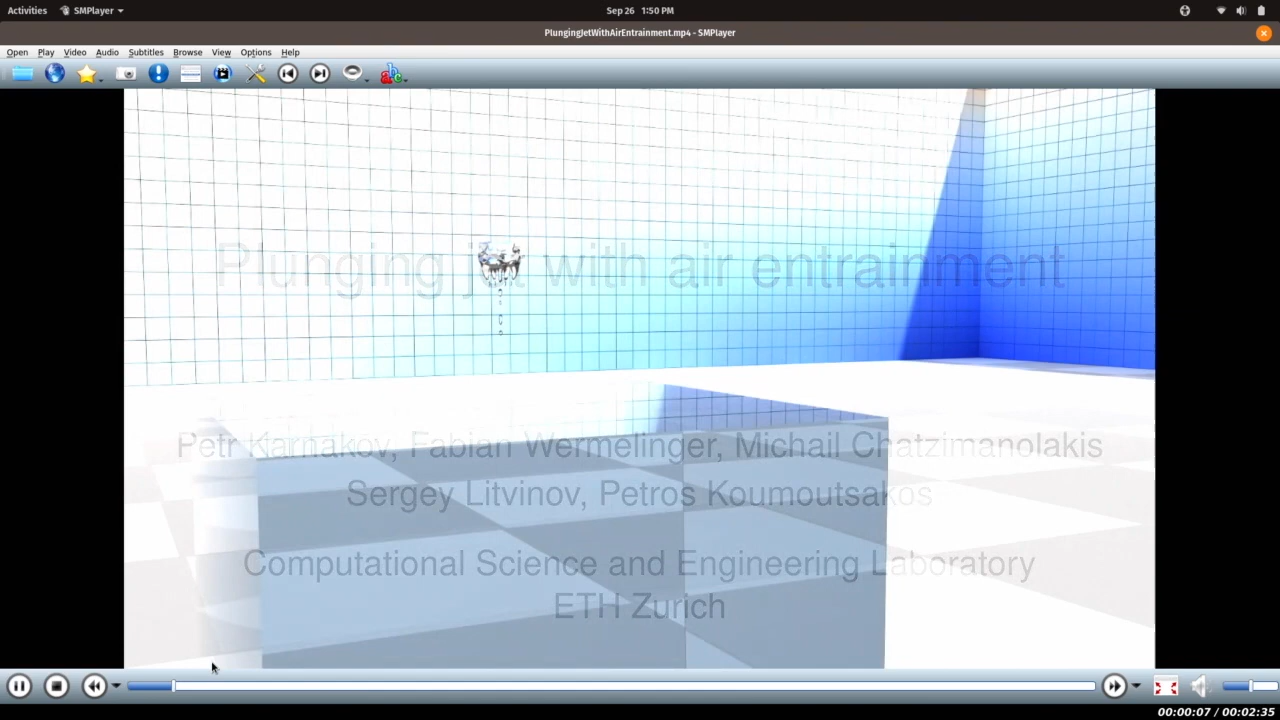 Activities SMPlayer Sep 26 1:50 PM
PlungingJetWithAirEntrainment.mp4 - SMPlayer
Open Play Video Audio Subtitles Browse View Options Help
abc
Plunging jet with air entrainment
Petr Karnakov, Fabian Wermelinger, Michail Chatzimanolakis
Sergey Litvinov, Petros Koumoutsakos
Computational Science and Engineering Laboratory
ETH Zurich
00:00:07 / 00:02:35